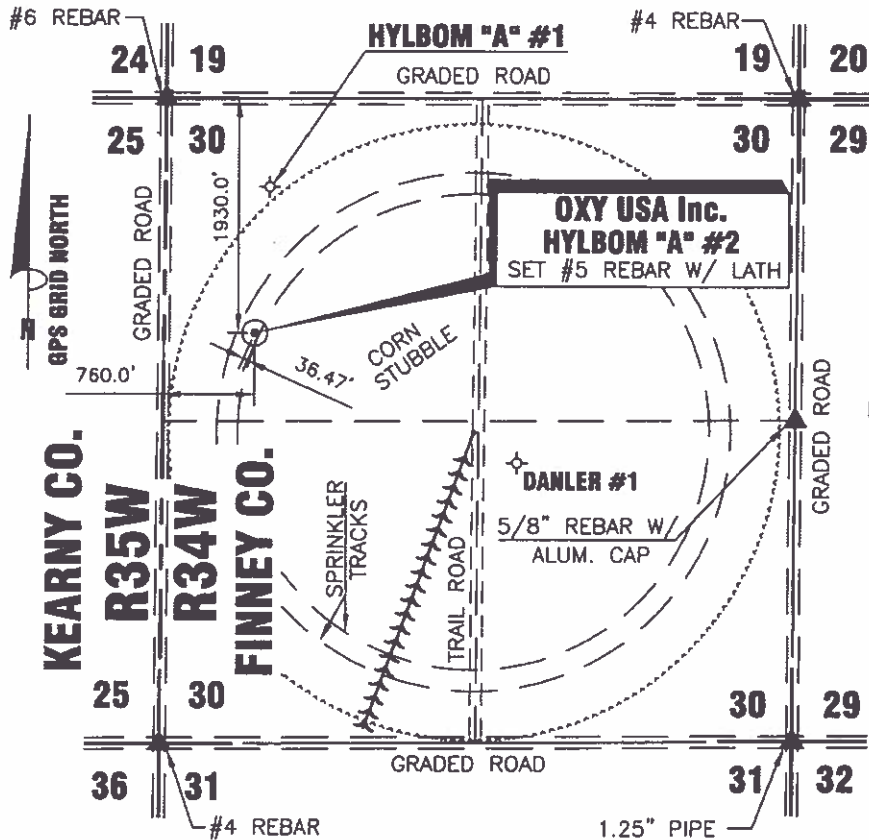 #6 REBAR
HYLBOM "A" #1
#4 REBAR
24 19
GRADED ROAD
19 20
25 30
30 29
GPS GRID NORTH
N
GRADED ROAD
1930.0'
OXY USA Inc.
HYLBOM "A" #2
SET #5 REBAR W/ LATH
760.0'
36.47'
CORN
STUBBLE
GRADED ROAD
KEARNY CO.
R35W
R34W
FINNEY CO.
DANLER #1
5/8" REBAR W/
ALUM. CAP
SPRINKLER
TRACKS
TRAIL ROAD
25 30
30 29
GRADED ROAD
36 31
31 32
#4 REBAR
1.25" PIPE